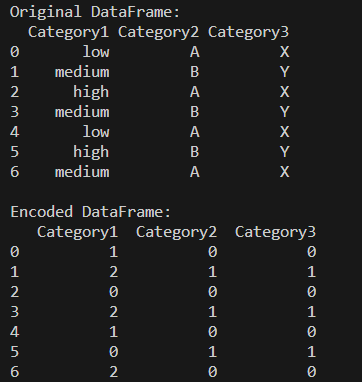 Original DataFrame:
Category1 Category2 Category3
0 low A X
1 medium B Y
2 high A X
3 medium B Y
4 low A X
5 high B Y
6 medium A X
Encoded DataFrame:
Category1 Category2 Category3
0 1 0 0
1 2 1 1
2 0 0 0
3 2 1 1
4 1 0 0
5 0 1 1
6 2 0 0